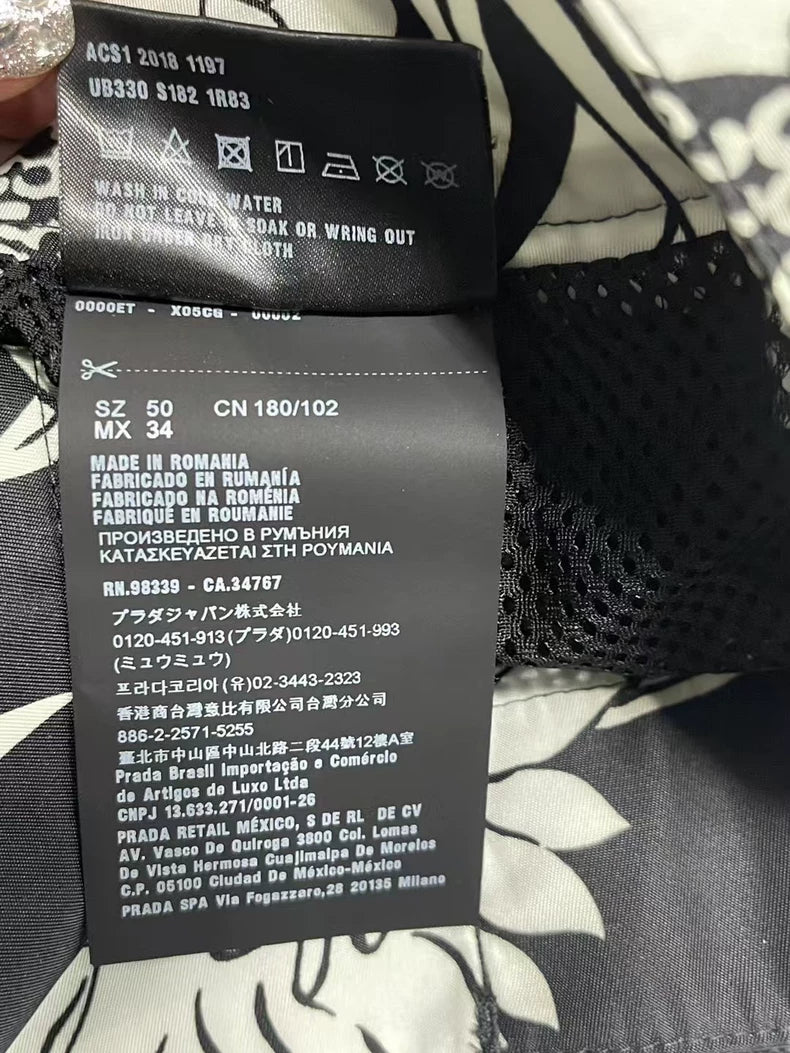 ACS1 2018 1197
UB330 S182 1R83
WASH IN COLD WATER
DO NOT LEAVE IN SOAK OR WRING OUT
IRON UNDER DRY CLOTH
0000ET - X05CG - 00002
SZ 50 CN 180/102
MX 34
MADE IN ROMANIA
FABRICADO EN RUMANÍA
FABRICADO NA ROMÉNIA
FABRIQUÉ EN ROUMANIE
ПРОИЗВЕДЕНО В РУМЪНИЯ
ΚΑΤΑΣΚΕΥΑΖΕΤΑΙ ΣΤΗ ΡΟΥΜΑΝΙΑ
RN.98339 - CA.34767
プラダジャパン株式会社
0120-451-913(プラダ)0120-451-993
(ミュウミュウ)
프라다코리아(유)02-3443-2323
香港商台灣意比有限公司台灣分公司
886-2-2571-5255
臺北市中山區中山北路二段44號12樓A室
Prada Brasil Importação e Comércio
de Artigos de Luxo Ltda
CNPJ 13.633.271/0001-26
PRADA RETAIL MÉXICO, S DE RL DE CV
AV. Vasco De Quiroga 3800 Col. Lomas
De Vista Hermosa Cuajimalpa De Morelos
C.P. 05100 Ciudad De México-México
PRADA SPA Via Fogazzaro,28 20135 Milano